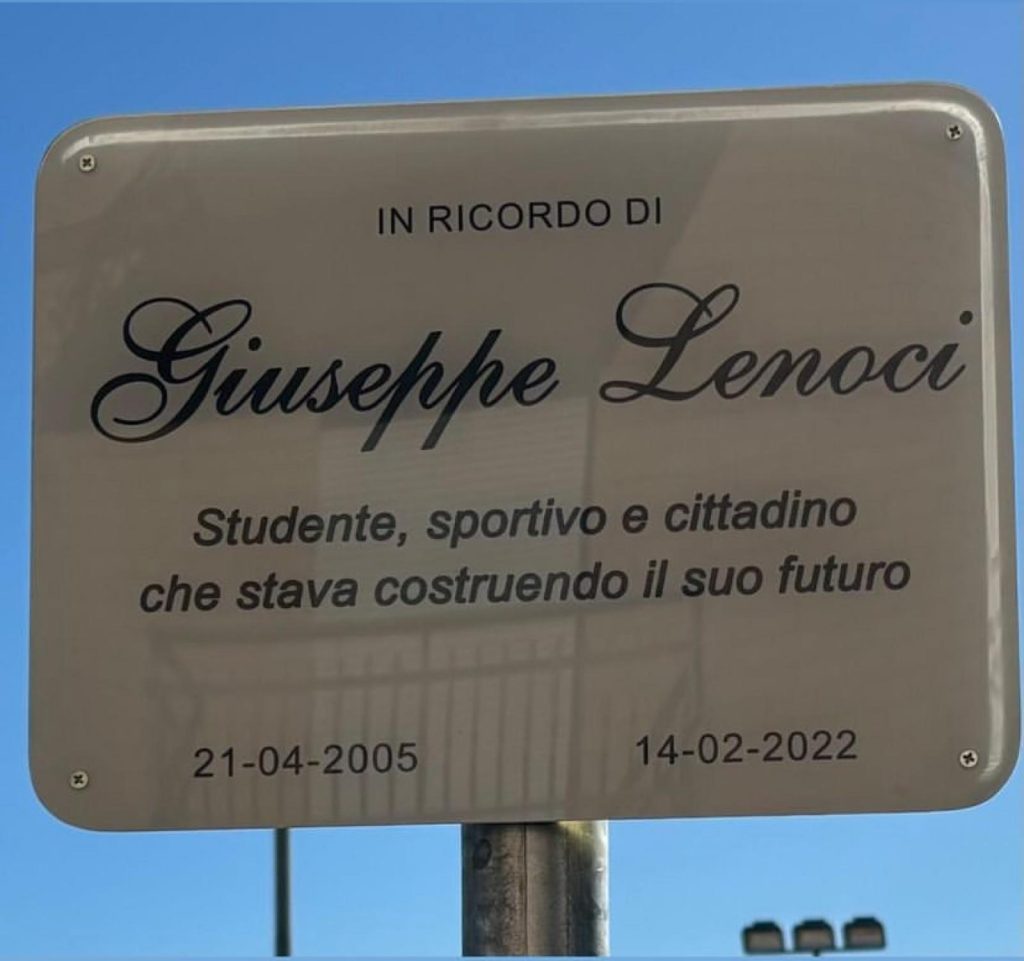 IN RICORDO DI
Giuseppe Lenoci
Studente, sportivo e cittadino
che stava costruendo il suo futuro
21-04-2005 14-02-2022